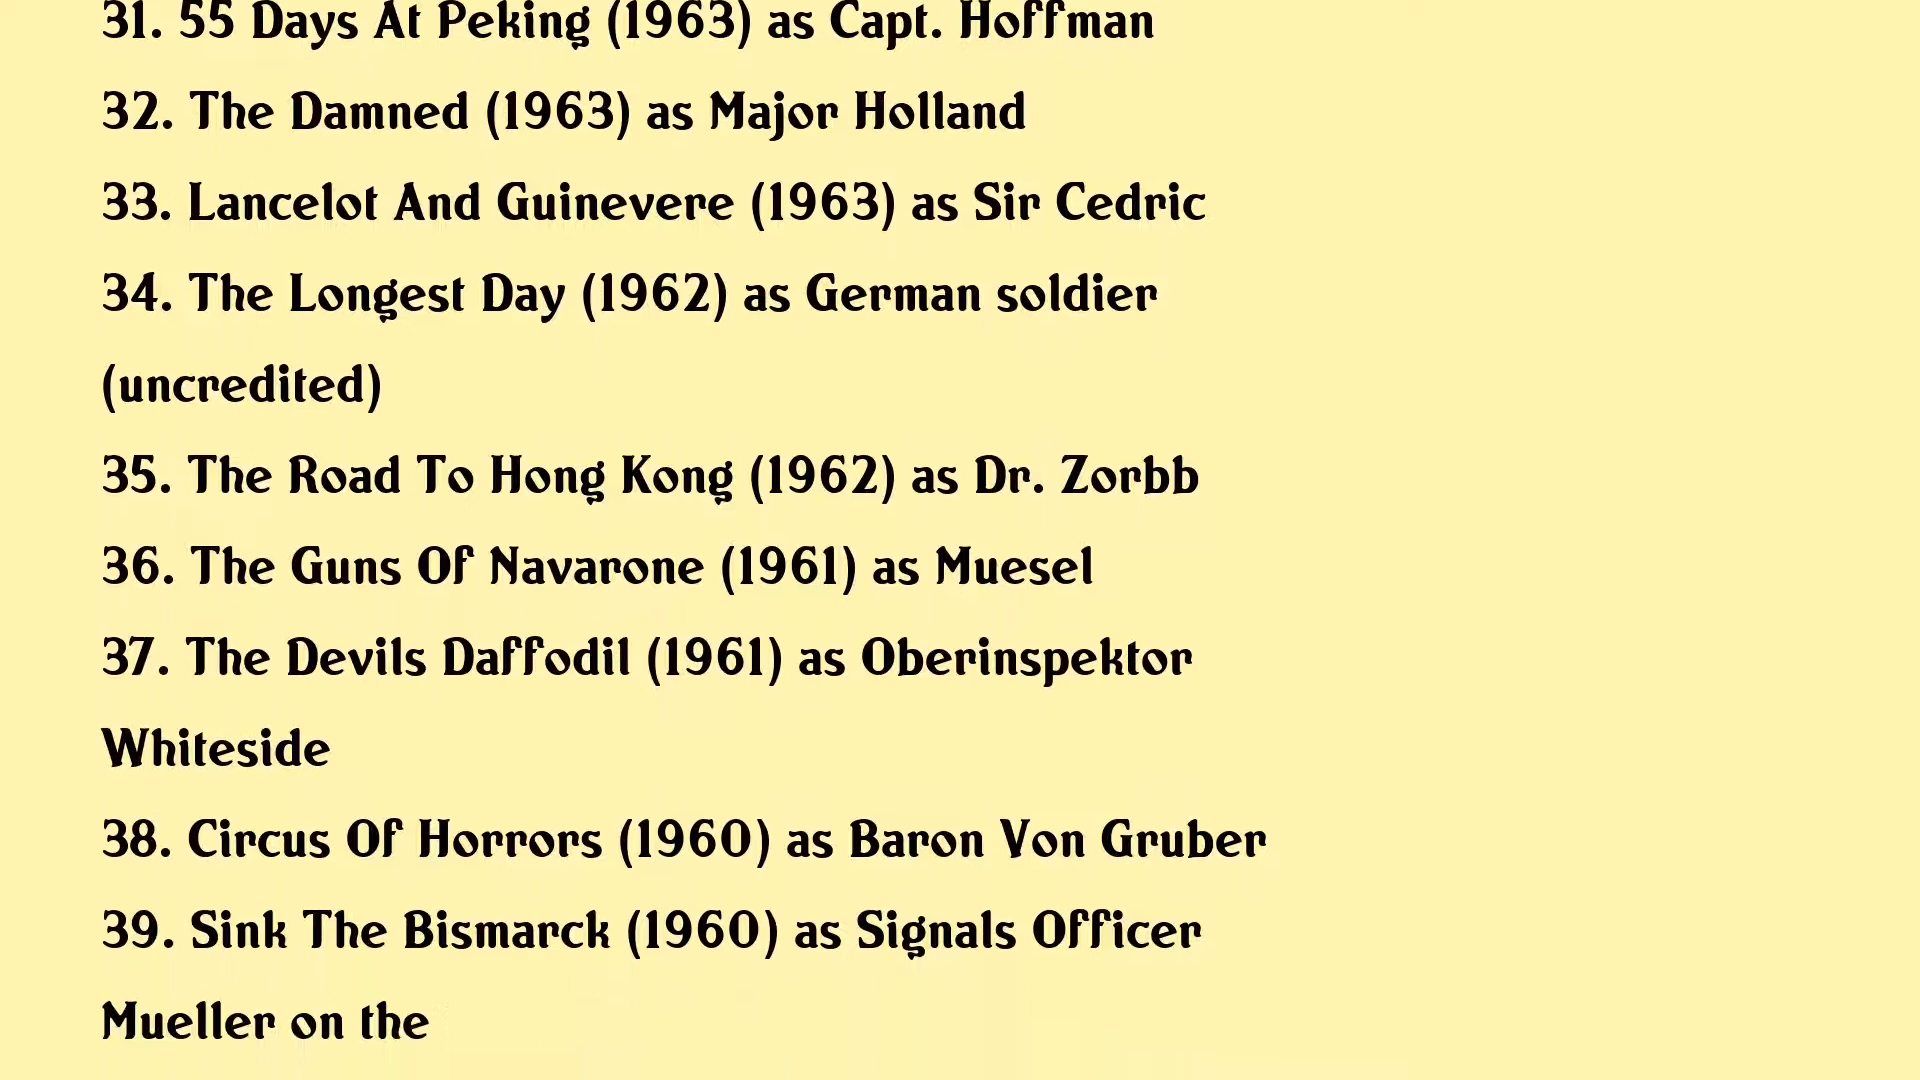 31. 55 Days At Peking (1963) as Capt. Hoffman
32. The Damned (1963) as Major Holland
33. Lancelot And Guinevere (1963) as Sir Cedric
34. The Longest Day (1962) as German soldier
(uncredited)
35. The Road To Hong Kong (1962) as Dr. Zorbb
36. The Guns Of Navarone (1961) as Muesel
37. The Devils Daffodil (1961) as Oberinspektor
Whiteside
38. Circus Of Horrors (1960) as Baron Von Gruber
39. Sink The Bismarck (1960) as Signals Officer
Mueller on the